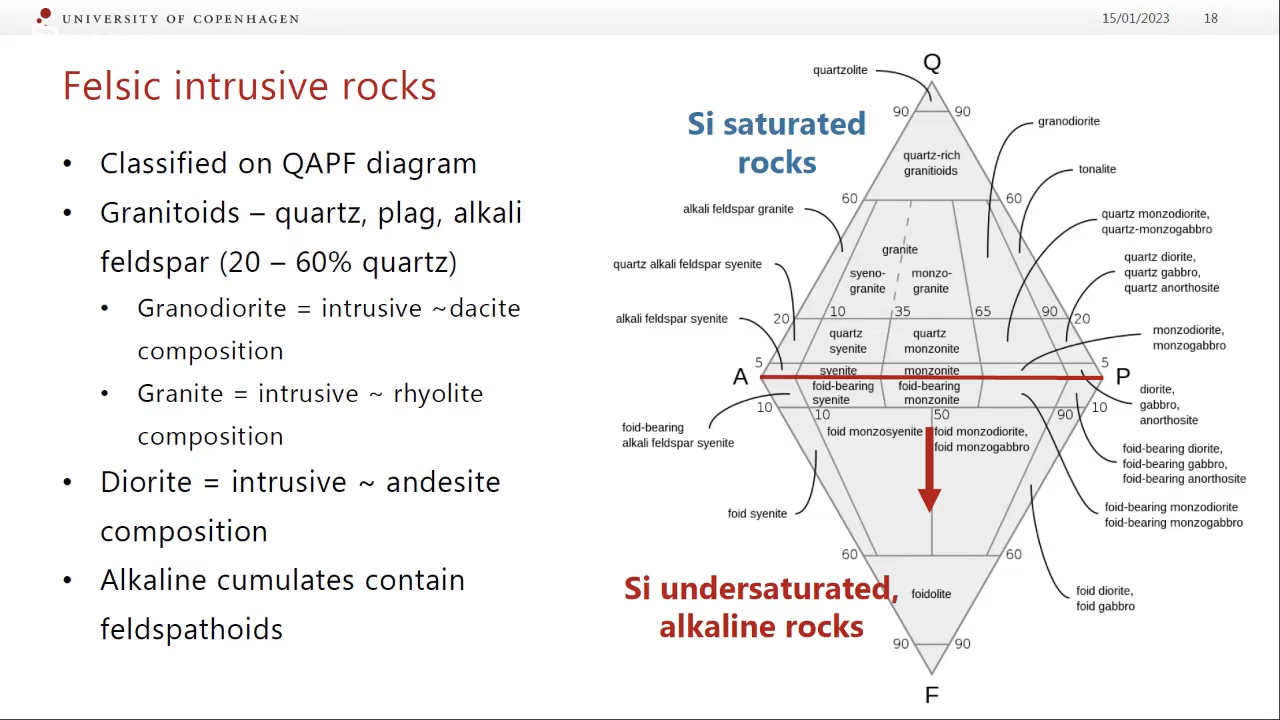 UNIVERSITY OF COPENHAGEN
15/01/2023
18
Felsic intrusive rocks
• Classified on QAPF diagram
• Granitoids – quartz, plag, alkali
feldspar (20 – 60% quartz)
• Granodiorite = intrusive ~dacite
composition
• Granite = intrusive ~ rhyolite
composition
• Diorite = intrusive ~ andesite
composition
• Alkaline cumulates contain
feldspathoids
Q
quartzolite
90
90
Si saturated
rocks
granodiorite
quartz-rich
granitioids
tonalite
60
60
alkali feldspar granite
quartz monzodiorite,
quartz-monzogabbro
granite
quartz alkali feldspar syenite
syeno-
granite
monzo-
granite
quartz diorite,
quartz gabbro,
quartz anorthosite
alkali feldspar syenite
20
10
35
65
90
20
quartz
syenite
quartz
monzonite
monzodiorite,
monzogabbro
5
5
syenite
monzonite
A
P
foid-bearing
syenite
foid-bearing
monzonite
diorite,
gabbro,
anorthosite
10
10
50
90
10
foid-bearing
alkali feldspar syenite
foid monzosyenite
foid monzodiorite,
foid monzogabbro
foid-bearing diorite,
foid-bearing gabbro,
foid-bearing anorthosite
foid syenite
foid-bearing monzodiorite
foid-bearing monzogabbro
60
60
Si undersaturated,
alkaline rocks
foidolite
foid diorite,
foid gabbro
90
90
F